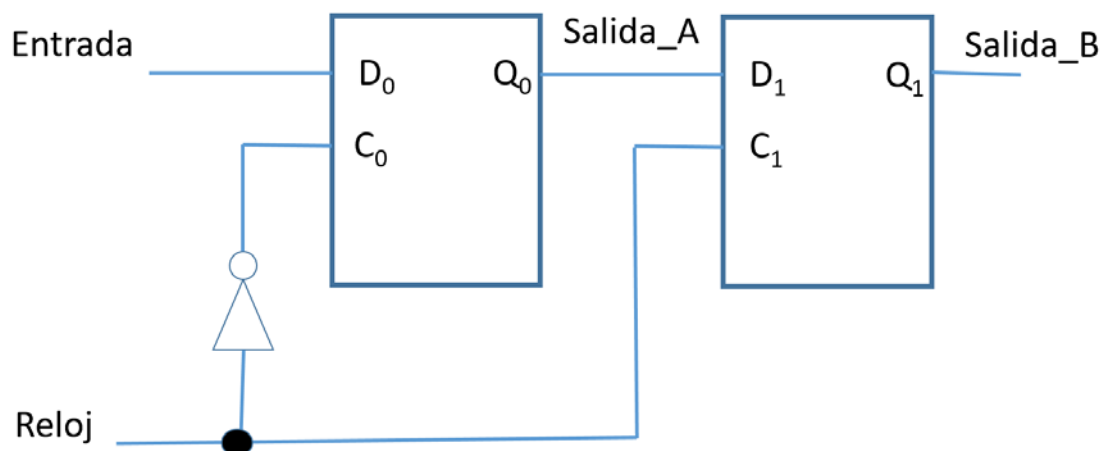 Entrada
D₀
Q₀
C₀
Salida_A
D₁
Q₁
C₁
Salida_B
Reloj